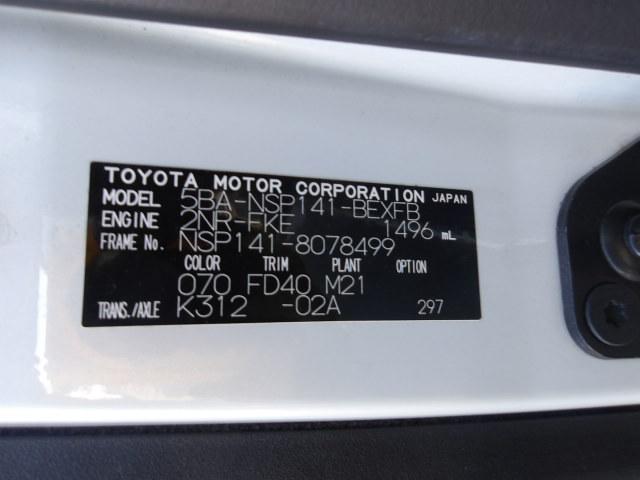 TOYOTA MOTOR CORPORATION JAPAN
MODEL 5BA-NSP141-BEXFB
ENGINE 2NR-FKE 1496 mL
FRAME No. NSP141-8078499
COLOR TRIM PLANT OPTION
070 FD40 M21
TRANS./AXLE K312 -02A 297